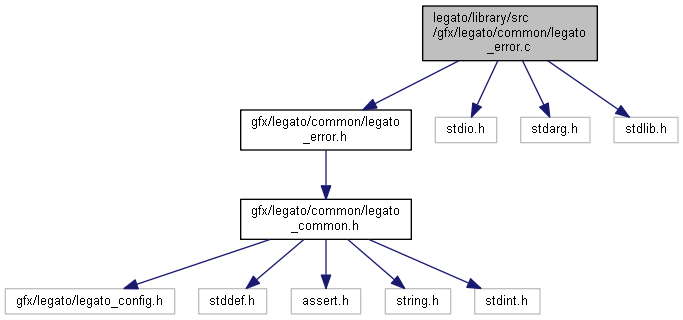 legato/library/src
/gfx/legato/common/legato
_error.c
gfx/legato/common/legato
_error.h
stdio.h
stdarg.h
stdlib.h
gfx/legato/common/legato
_common.h
gfx/legato/legato_config.h
stddef.h
assert.h
string.h
stdint.h